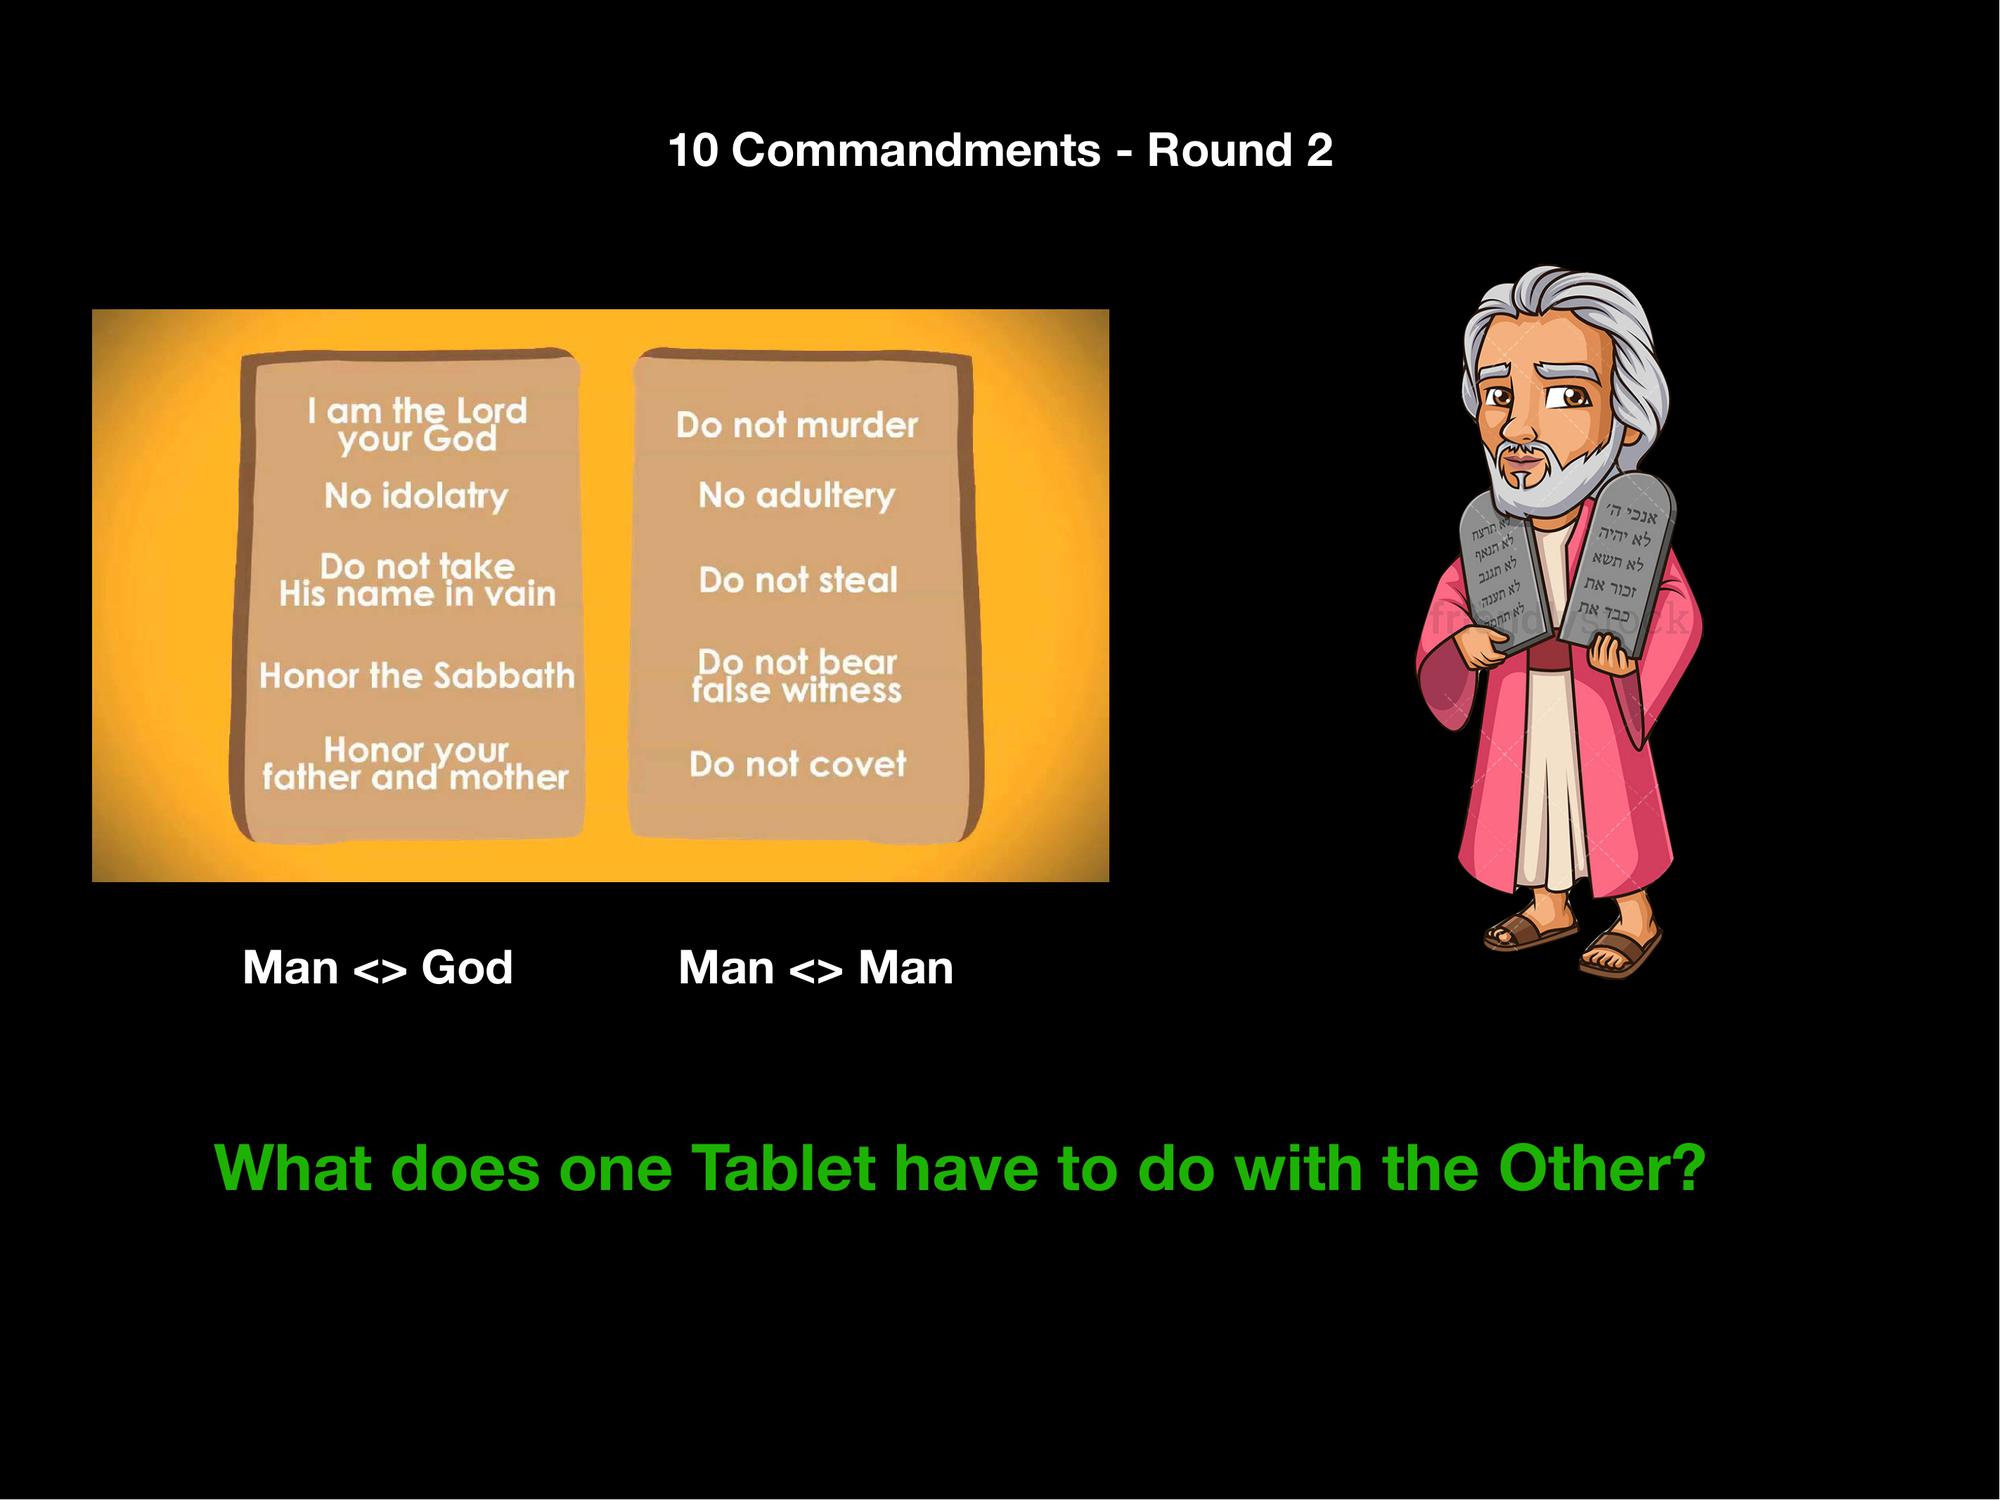 10 Commandments - Round 2
I am the Lord
your God
No idolatry
Do not take
His name in vain
Honor the Sabbath
Honor your
father and mother
Do not murder
No adultery
Do not steal
Do not bear
false witness
Do not covet
אנכי ה'
לא יהיה
לא תשא
זכור את
כבד את
לא תרצח
לא תנאף
לא תגנב
לא תענה
לא
Man <> God
Man <> Man
What does one Tablet have to do with the Other?